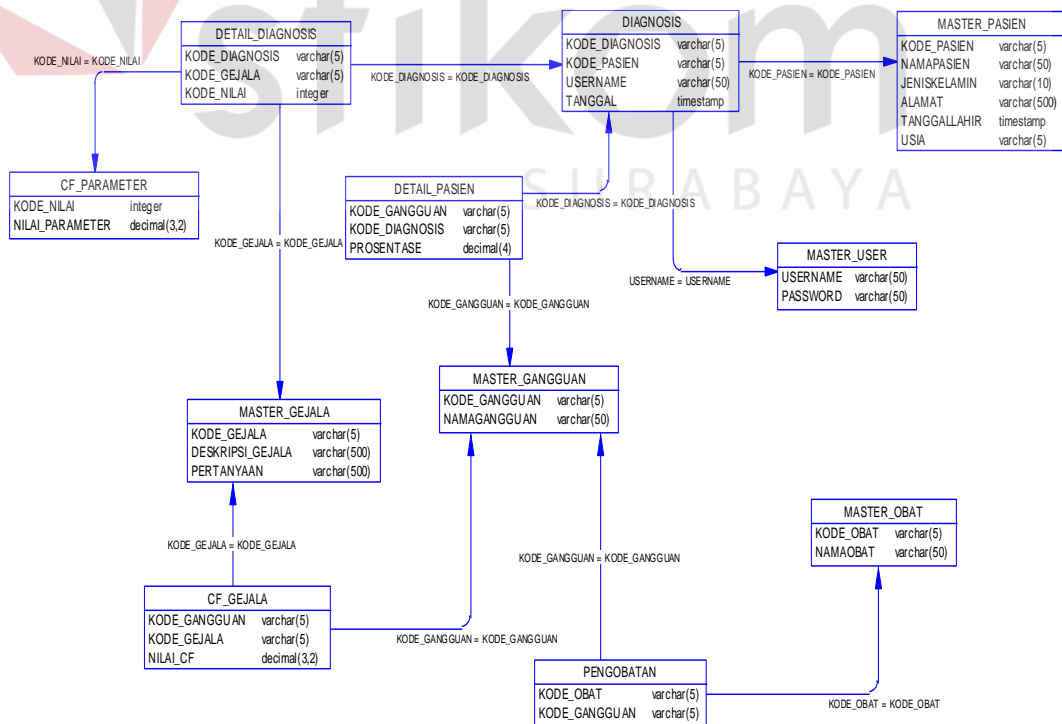 stikom
SURABAYA
DETAIL_DIAGNOSIS
KODE_DIAGNOSIS varchar(5)
KODE_GEJALA varchar(5)
KODE_NILAI integer
DIAGNOSIS
KODE_DIAGNOSIS varchar(5)
KODE_PASIEN varchar(5)
USERNAME varchar(50)
TANGGAL timestamp
MASTER_PASIEN
KODE_PASIEN varchar(5)
NAMAPASIEN varchar(50)
JENISKELAMIN varchar(10)
ALAMAT varchar(500)
TANGGALLAHIR timestamp
USIA varchar(5)
KODE_NILAI = KODE_NILAI
KODE_DIAGNOSIS = KODE_DIAGNOSIS
KODE_PASIEN = KODE_PASIEN
CF_PARAMETER
KODE_NILAI integer
NILAI_PARAMETER decimal(3,2)
DETAIL_PASIEN
KODE_GANGGUAN varchar(5)
KODE_DIAGNOSIS varchar(5)
PROSENTASE decimal(4)
KODE_DIAGNOSIS = KODE_DIAGNOSIS
KODE_GEJALA = KODE_GEJALA
MASTER_USER
USERNAME varchar(50)
PASSWORD varchar(50)
USERNAME = USERNAME
KODE_GANGGUAN = KODE_GANGGUAN
MASTER_GANGGUAN
KODE_GANGGUAN varchar(5)
NAMAGANGGUAN varchar(50)
MASTER_GEJALA
KODE_GEJALA varchar(5)
DESKRIPSI_GEJALA varchar(500)
PERTANYAAN varchar(500)
MASTER_OBAT
KODE_OBAT varchar(5)
NAMAOBAT varchar(50)
KODE_GEJALA = KODE_GEJALA
KODE_GANGGUAN = KODE_GANGGUAN
CF_GEJALA
KODE_GANGGUAN varchar(5)
KODE_GEJALA varchar(5)
NILAI_CF decimal(3,2)
KODE_GANGGUAN = KODE_GANGGUAN
PENGOBATAN
KODE_OBAT varchar(5)
KODE_GANGGUAN varchar(5)
KODE_OBAT = KODE_OBAT